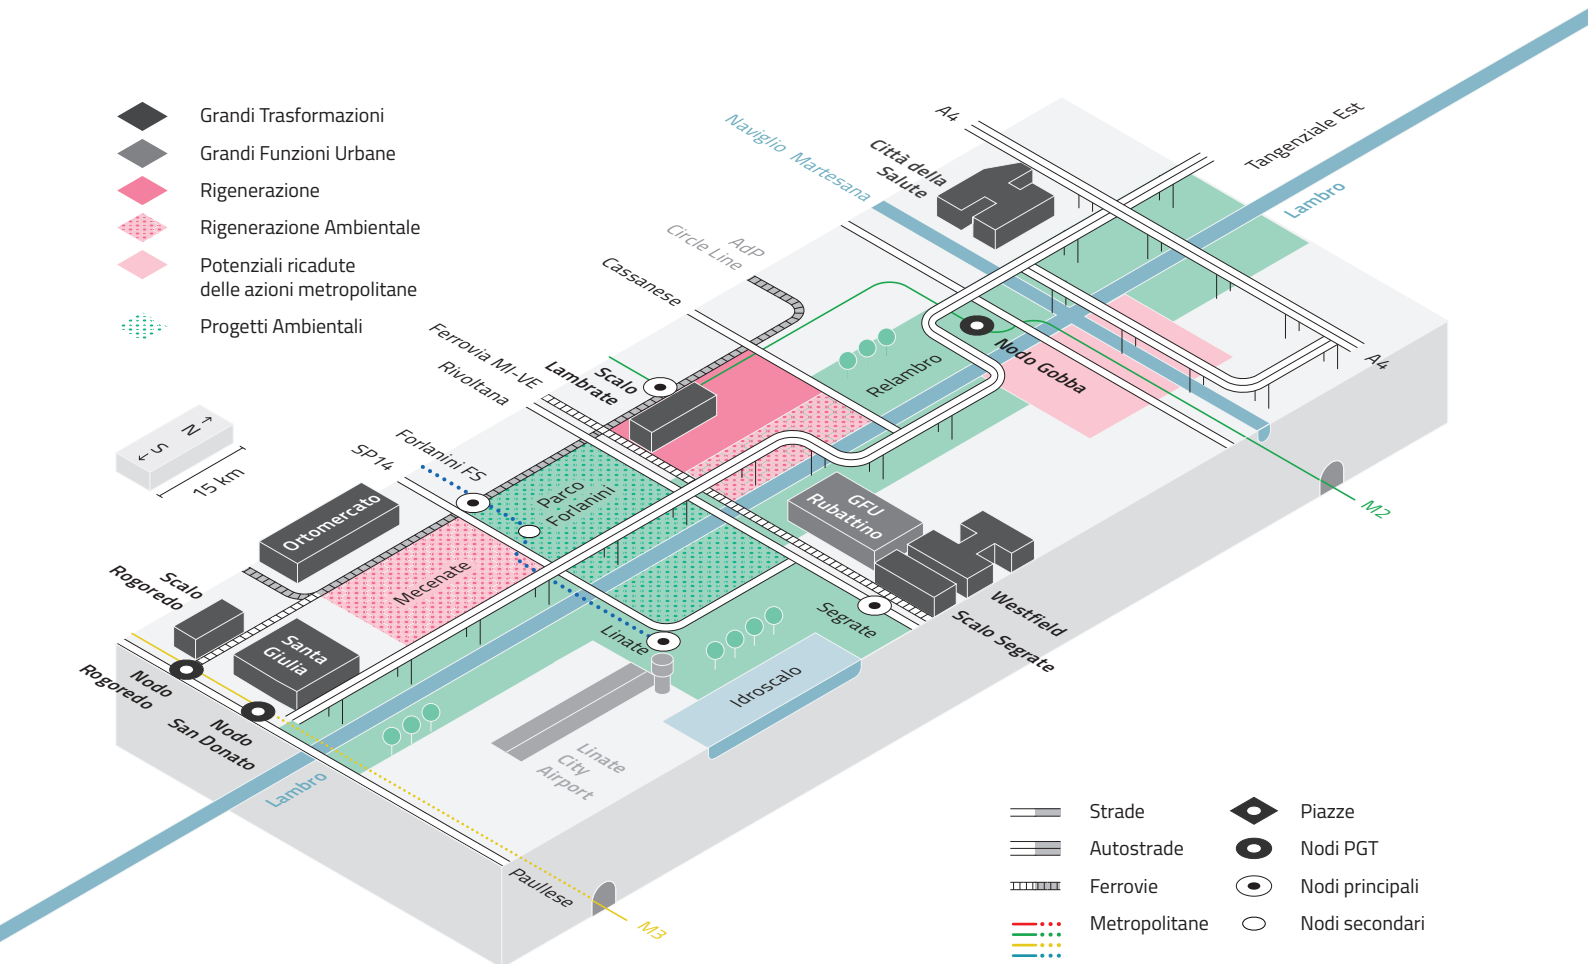 Grandi Trasformazioni
Grandi Funzioni Urbane
Rigenerazione
Rigenerazione Ambientale
Potenziali ricadute
delle azioni metropolitane
Progetti Ambientali
A4
Tangenziale Est
Naviglio Martesana
Città della
Salute
Lambro
AdP
Circle Line
Cassanese
Ferrovia MI-VE
Rivoltana
Scalo
Lambrate
Relambro
Nodo Gobba
A4
N
S
15 km
SP14
Forlanini FS
Parco
Forlanini
GFU
Rubattino
M2
Ortomercato
Mecenate
Scalo
Rogoredo
Santa
Giulia
Linate
Segrate
Westfield
Scalo Segrate
Idroscalo
Nodo
Rogoredo
Nodo
San Donato
Linate
City
Airport
Lambro
Paullese
M3
Strade
Autostrade
Ferrovie
Metropolitane
Piazze
Nodi PGT
Nodi principali
Nodi secondari